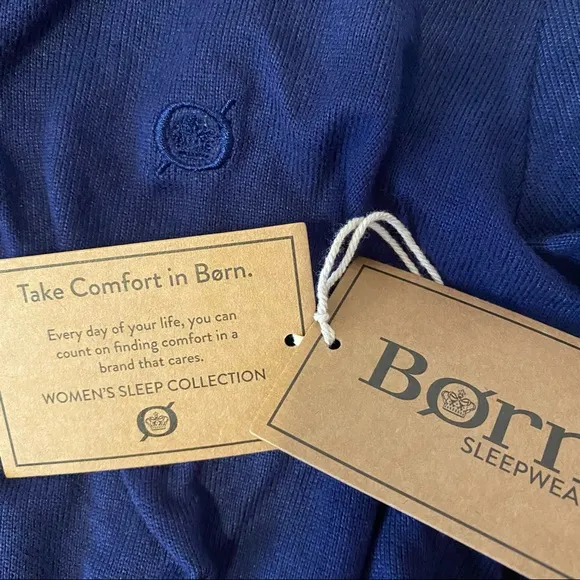 Take Comfort in Børn.
Every day of your life, you can
count on finding comfort in a
brand that cares.
WOMEN'S SLEEP COLLECTION
Ø
Børn
SLEEPWEA